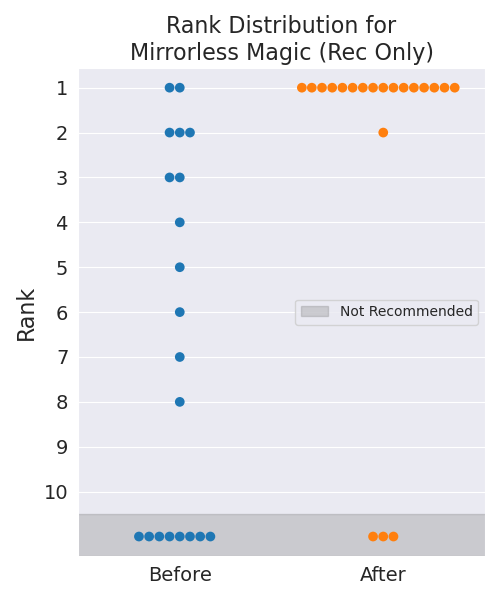 Rank Distribution for
Mirrorless Magic (Rec Only)
1
2
3
4
5
6
7
8
9
10
Rank
Not Recommended
Before
After